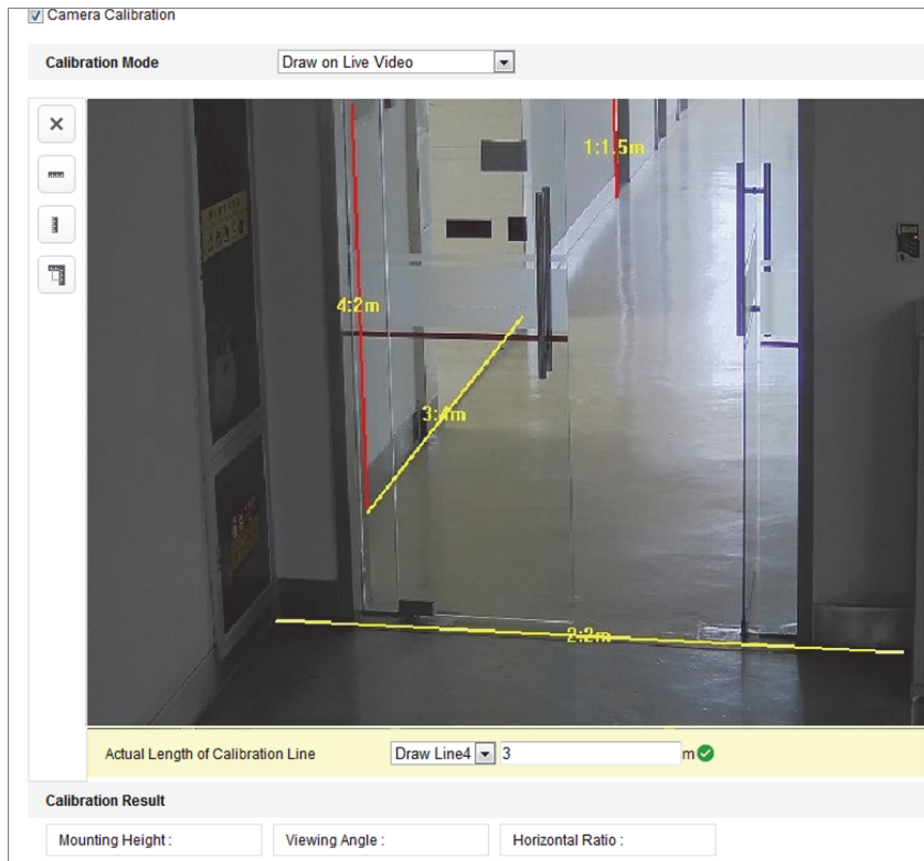 Camera Calibration
Calibration Mode
Draw on Live Video
1:1.5m
4:2m
3:4m
2:2m
Actual Length of Calibration Line
Draw Line4
3
m
Calibration Result
Mounting Height :
Viewing Angle :
Horizontal Ratio :